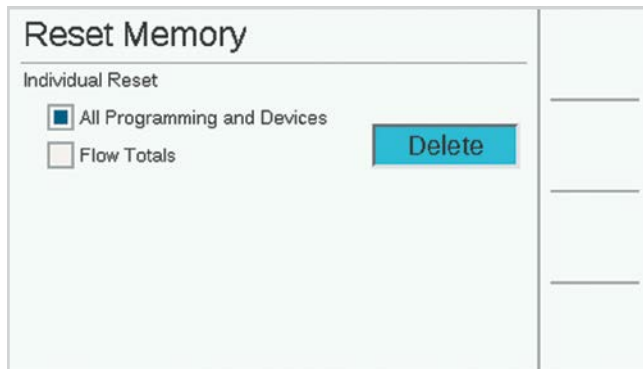 Reset Memory
Individual Reset
All Programming and Devices
Flow Totals
Delete